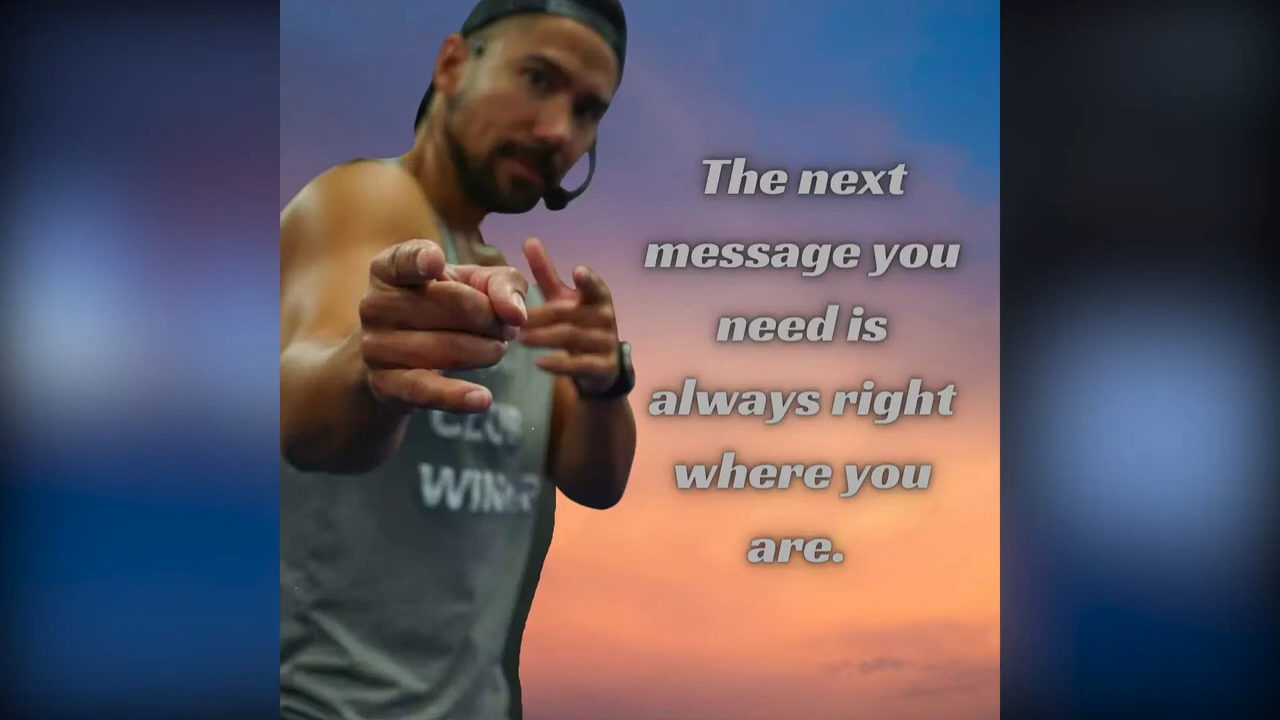 The next
message you
need is
always right
where you
are.